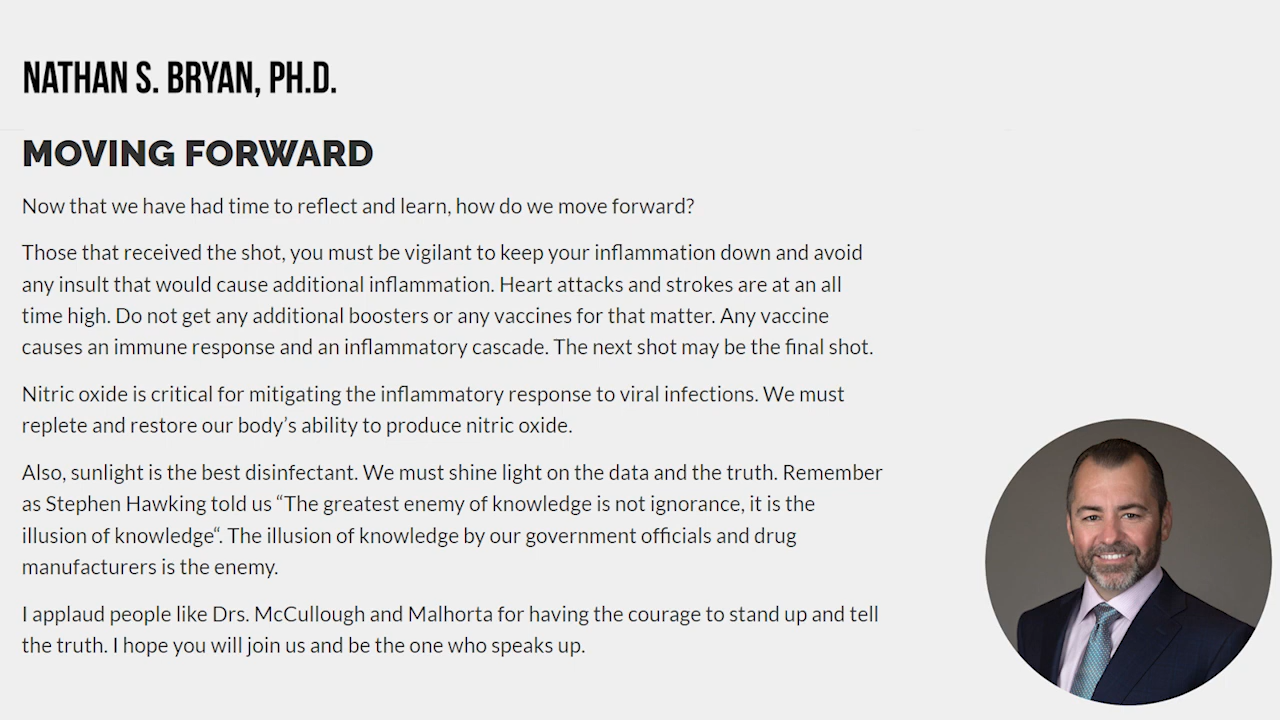 NATHAN S. BRYAN, PH.D.
MOVING FORWARD
Now that we have had time to reflect and learn, how do we move forward?
Those that received the shot, you must be vigilant to keep your inflammation down and avoid
any insult that would cause additional inflammation. Heart attacks and strokes are at an all
time high. Do not get any additional boosters or any vaccines for that matter. Any vaccine
causes an immune response and an inflammatory cascade. The next shot may be the final shot.
Nitric oxide is critical for mitigating the inflammatory response to viral infections. We must
replete and restore our body’s ability to produce nitric oxide.
Also, sunlight is the best disinfectant. We must shine light on the data and the truth. Remember
as Stephen Hawking told us “The greatest enemy of knowledge is not ignorance, it is the
illusion of knowledge“. The illusion of knowledge by our government officials and drug
manufacturers is the enemy.
I applaud people like Drs. McCullough and Malhorta for having the courage to stand up and tell
the truth. I hope you will join us and be the one who speaks up.